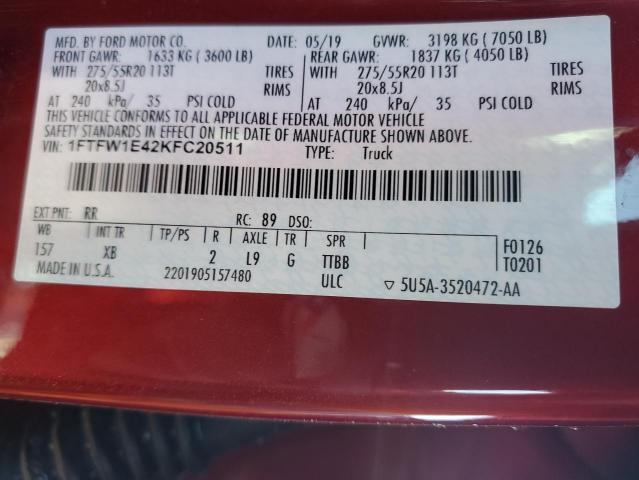 MFD. BY FORD MOTOR CO. DATE: 05/19 GVWR: 3198 KG ( 7050 LB)
FRONT GAWR: 1633 KG ( 3600 LB) REAR GAWR: 1837 KG ( 4050 LB)
WITH 275/55R20 113T TIRES WITH 275/55R20 113T TIRES
20x8.5J RIMS 20x8.5J RIMS
AT 240 kPa/ 35 PSI COLD AT 240 kPa/ 35 PSI COLD
THIS VEHICLE CONFORMS TO ALL APPLICABLE FEDERAL MOTOR VEHICLE
SAFETY STANDARDS IN EFFECT ON THE DATE OF MANUFACTURE SHOWN ABOVE.
VIN: 1FTFW1E42KFC20511 TYPE: Truck
EXT PNT: RR RC: 89 DSO:
WB INT TR TP/PS R AXLE TR SPR F0126
157 XB 2 L9 G TTBB T0201
MADE IN U.S.A. 2201905157480 ULC ▽ 5U5A-3520472-AA